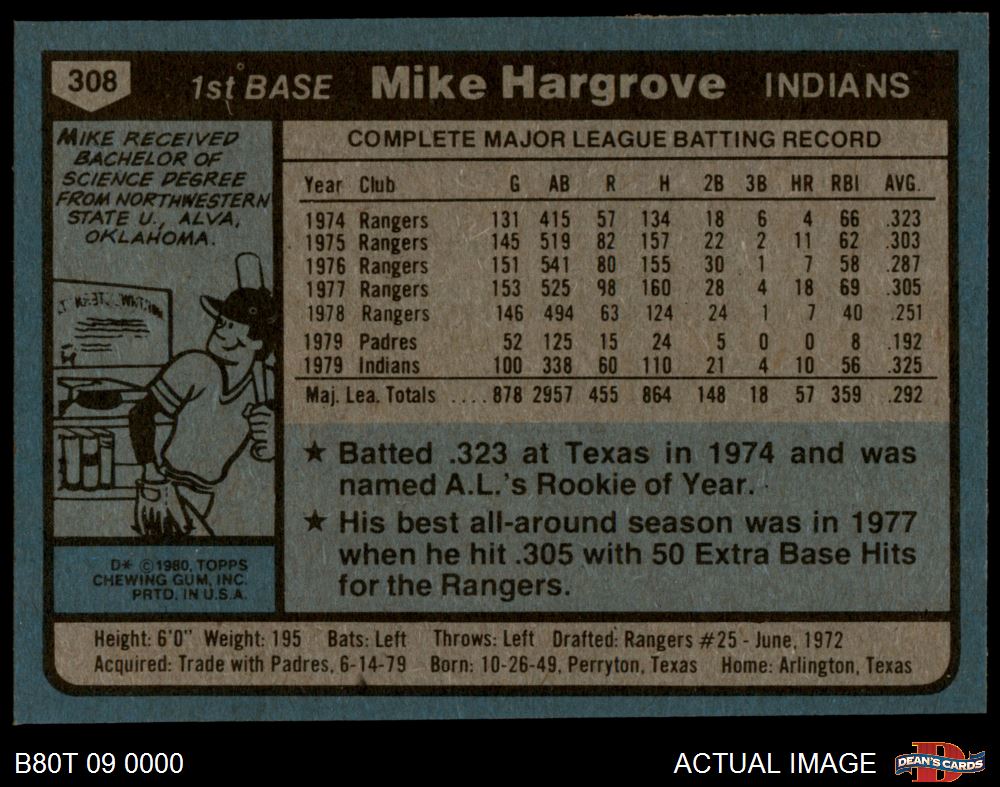 308 1st BASE Mike Hargrove INDIANS
MIKE RECEIVED
BACHELOR OF
SCIENCE DEGREE
FROM NORTHWESTERN
STATE U., ALVA,
OKLAHOMA.
COMPLETE MAJOR LEAGUE BATTING RECORD
Year Club G AB R H 2B 3B HR RBI AVG.
1974 Rangers 131 415 57 134 18 6 4 66 .323
1975 Rangers 145 519 82 157 22 2 11 62 .303
1976 Rangers 151 541 80 155 30 1 7 58 .287
1977 Rangers 153 525 98 160 28 4 18 69 .305
1978 Rangers 146 494 63 124 24 1 7 40 .251
1979 Padres 52 125 15 24 5 0 0 8 .192
1979 Indians 100 338 60 110 21 4 10 56 .325
Maj. Lea. Totals .... 878 2957 455 864 148 18 57 359 .292
★ Batted .323 at Texas in 1974 and was
named A.L.'s Rookie of Year.
★ His best all-around season was in 1977
when he hit .305 with 50 Extra Base Hits
for the Rangers.
D* ©1980, TOPPS
CHEWING GUM, INC.
PRTD. IN U.S.A.
Height: 6'0" Weight: 195 Bats: Left Throws: Left Drafted: Rangers #25 - June, 1972
Acquired: Trade with Padres, 6-14-79 Born: 10-26-49, Perryton, Texas Home: Arlington, Texas
B80T 09 0000
ACTUAL IMAGE
D
DEAN'S CARDS